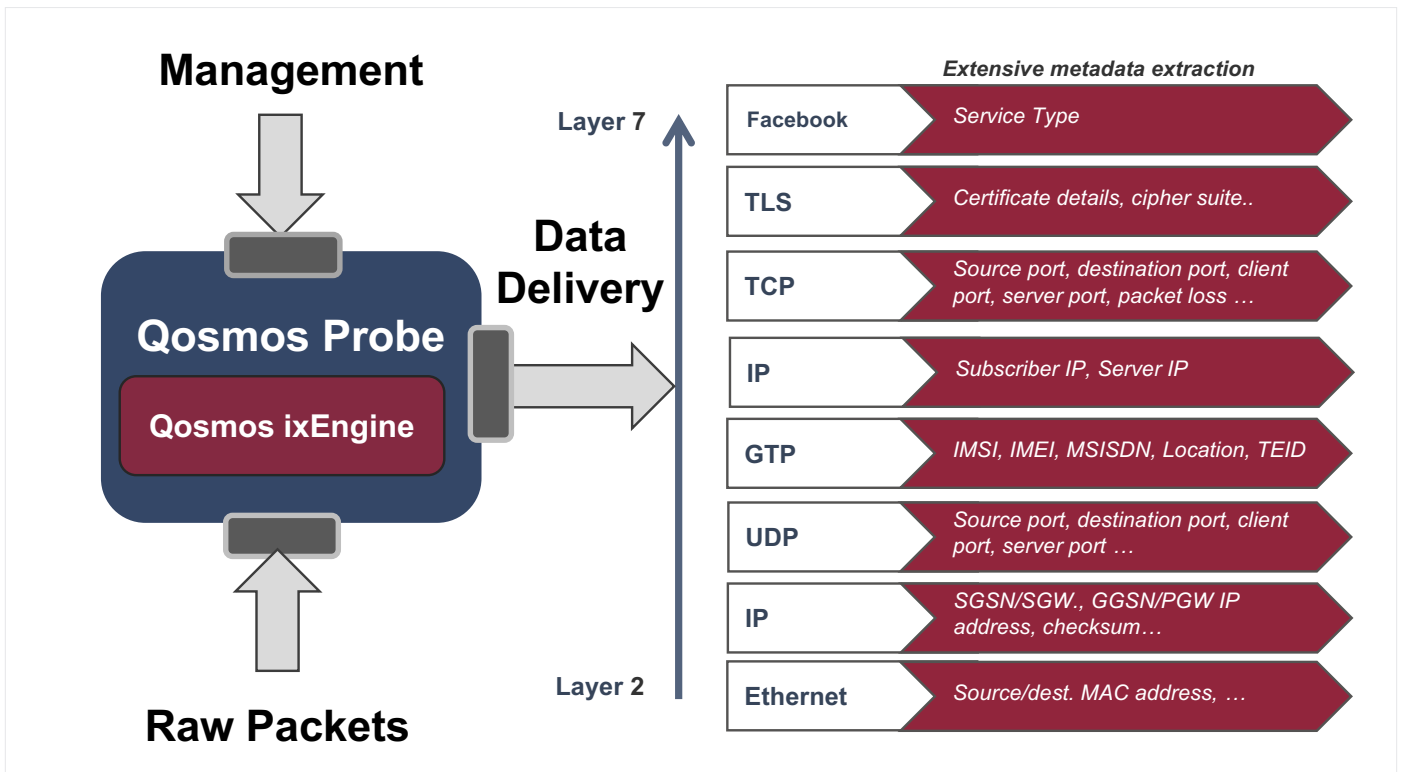 Management
Extensive metadata extraction
Layer 7
Facebook
Service Type
TLS
Certificate details, cipher suite..
Data
Delivery
TCP
Source port, destination port, client
port, server port, packet loss …
Qosmos Probe
Qosmos ixEngine
IP
Subscriber IP, Server IP
GTP
IMSI, IMEI, MSISDN, Location, TEID
UDP
Source port, destination port, client
port, server port …
IP
SGSN/SGW., GGSN/PGW IP
address, checksum…
Layer 2
Ethernet
Source/dest. MAC address, …
Raw Packets